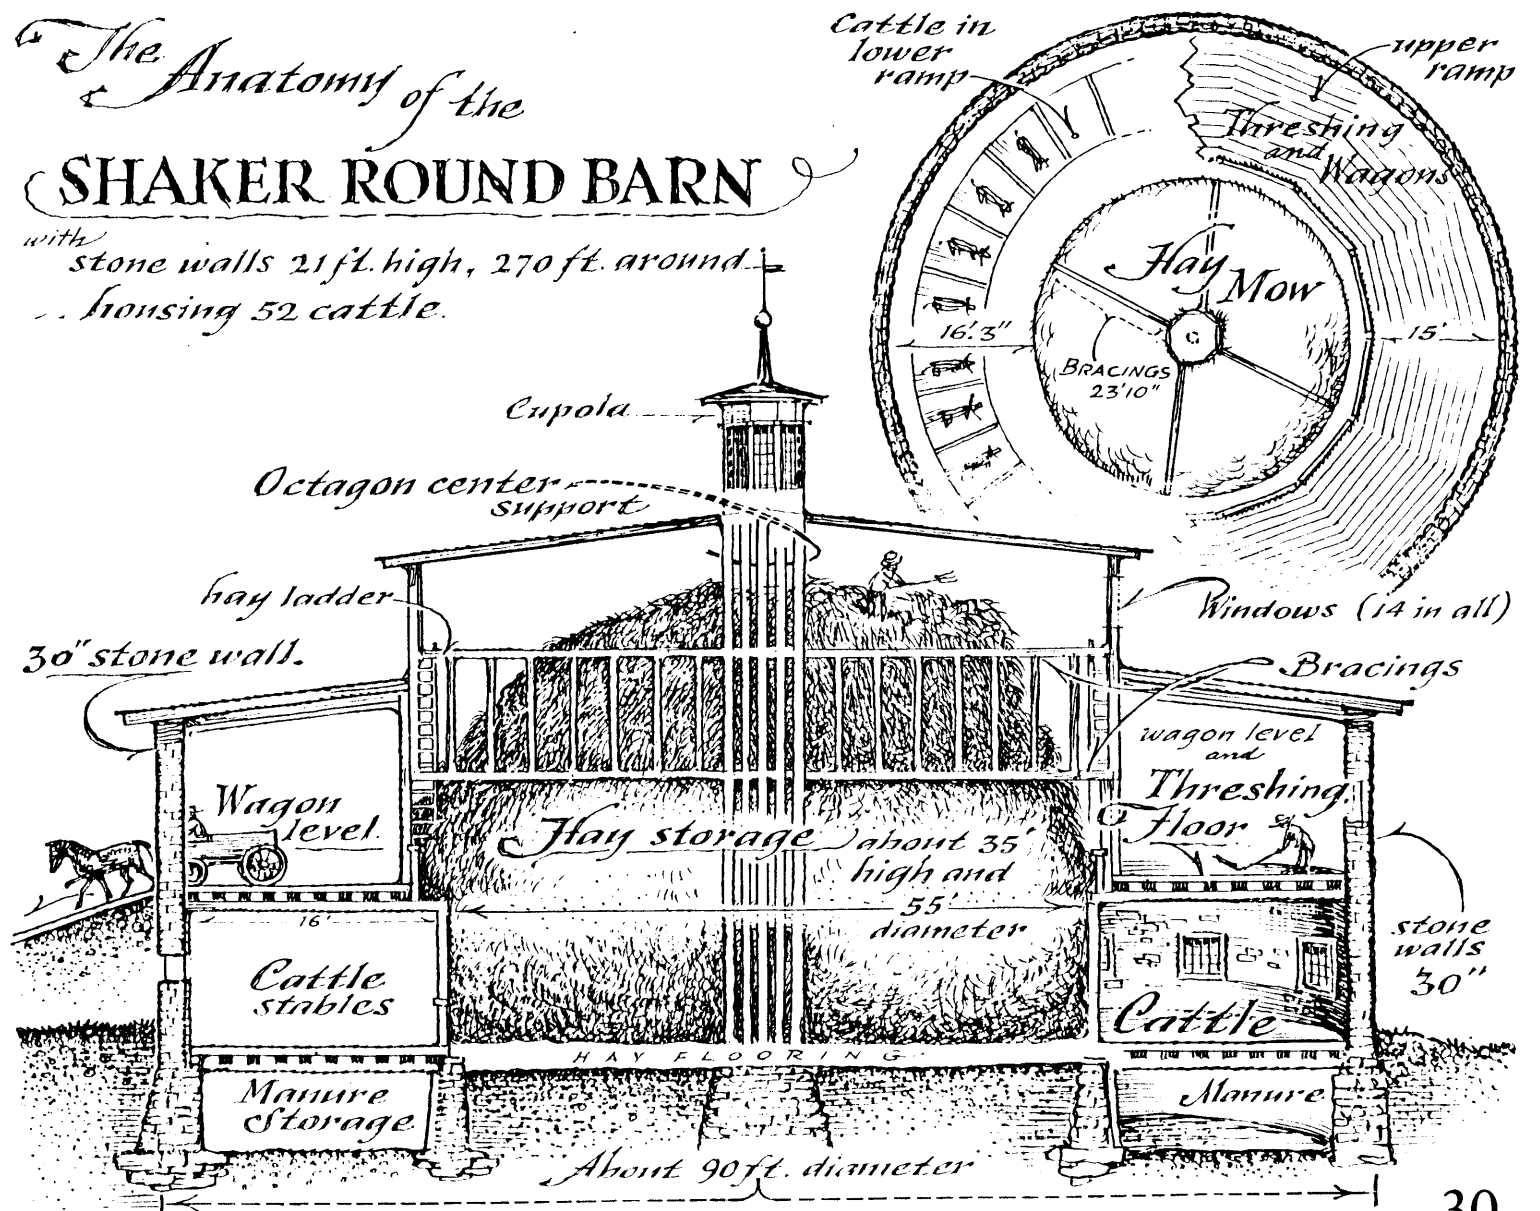 The
Anatomy
of the
SHAKER ROUND BARN
with
stone walls 21 ft. high, 270 ft. around
... housing 52 cattle.
Cattle in
lower
ramp
upper
ramp
Threshing
and
Wagons
Hay
Mow
16'.3"
15'
BRACINGS
23'10"
Cupola
Octagon center
support
hay ladder
Windows (14 in all)
30" stone wall.
Bracings
wagon level
and
Threshing
Floor
Wagon
level.
Hay storage about 35'
high and
55'
diameter
16'
Cattle
stables
stone
walls
30"
Cattle
HAY FLOORING
Manure
Storage
Manure
About 90 ft. diameter
30